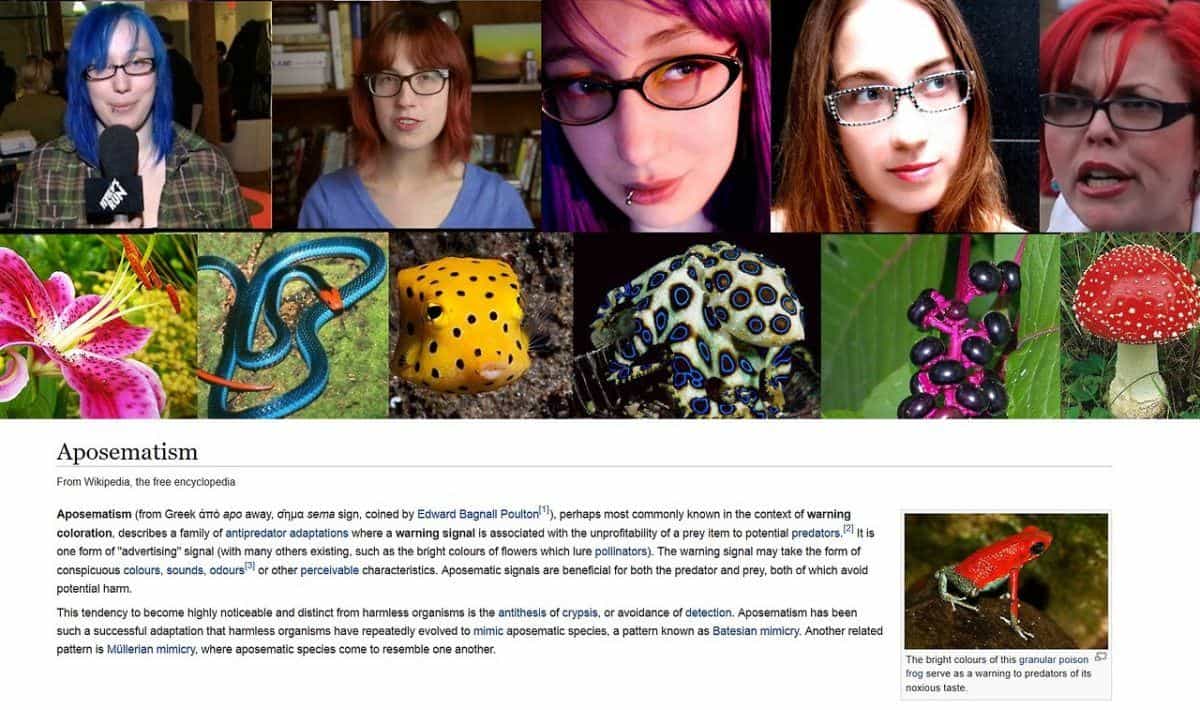 BEAT
RUN
Aposematism
From Wikipedia, the free encyclopedia
Aposematism (from Greek ἀπό apo away, σῆμα sema sign, coined by Edward Bagnall Poulton[1]), perhaps most commonly known in the context of warning
coloration, describes a family of antipredator adaptations where a warning signal is associated with the unprofitability of a prey item to potential predators.[2] It is
one form of "advertising" signal (with many others existing, such as the bright colours of flowers which lure pollinators). The warning signal may take the form of
conspicuous colours, sounds, odours[3] or other perceivable characteristics. Aposematic signals are beneficial for both the predator and prey, both of which avoid
potential harm.
This tendency to become highly noticeable and distinct from harmless organisms is the antithesis of crypsis, or avoidance of detection. Aposematism has been
such a successful adaptation that harmless organisms have repeatedly evolved to mimic aposematic species, a pattern known as Batesian mimicry. Another related
pattern is Müllerian mimicry, where aposematic species come to resemble one another.
The bright colours of this granular poison
frog serve as a warning to predators of its
noxious taste.